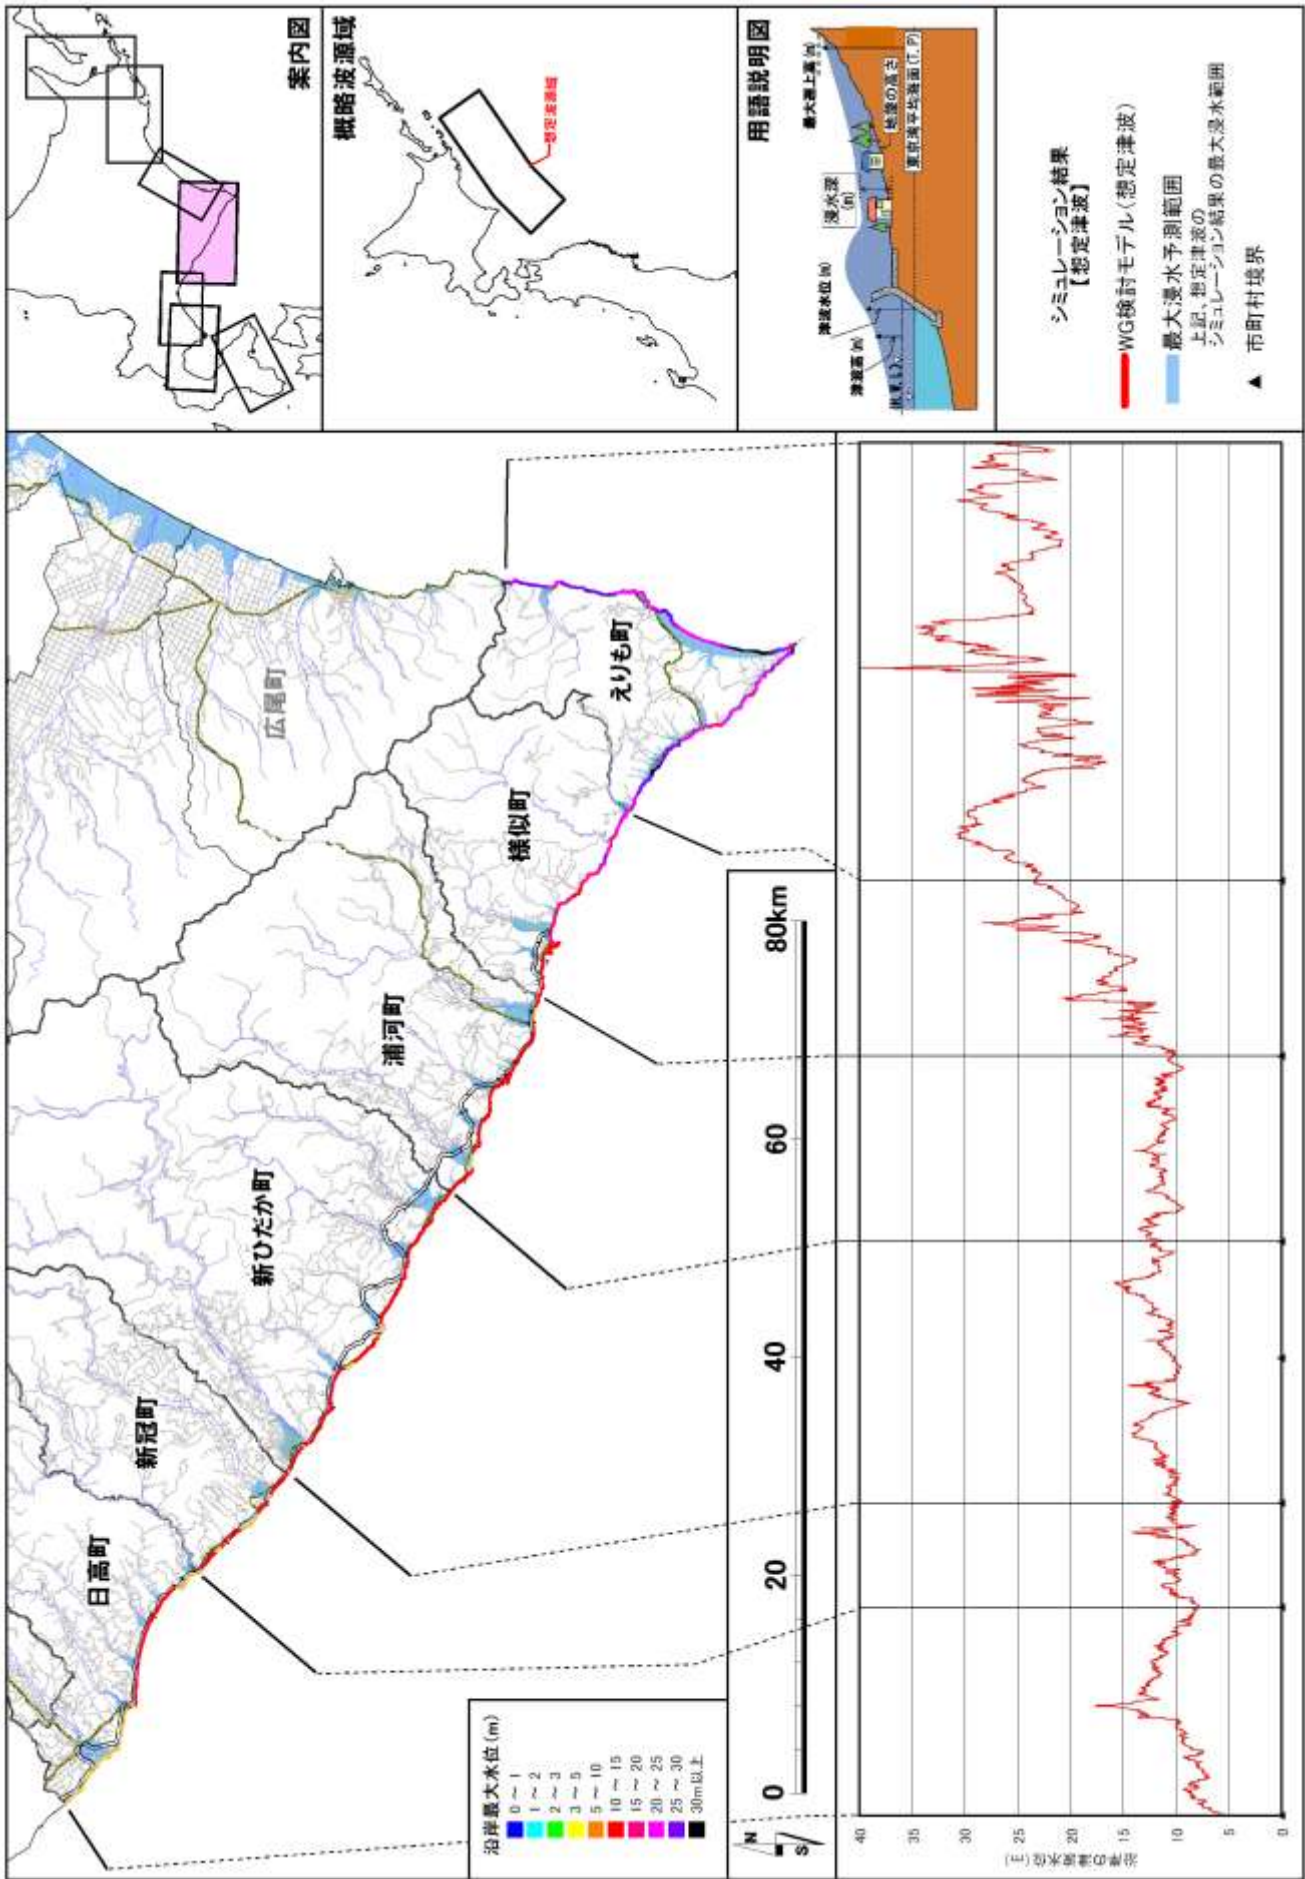 案内図
概略波源域
想定波源域
用語説明図
最大遡上高(m)
浸水深
(m)
津波水位(m)
津波高(m)
地盤の高さ
東京湾平均海面(T.P)
シミュレーション結果
【想定津波】
WG検討モデル(想定津波)
最大浸水予測範囲
上記、想定津波の
シミュレーション結果の最大浸水範囲
▲ 市町村境界
日高町
新冠町
新ひだか町
浦河町
様似町
えりも町
広尾町
沿岸最大水位(m)
0 ～ 1
1 ～ 2
2 ～ 3
3 ～ 5
5 ～ 10
10 ～ 15
15 ～ 20
20 ～ 25
25 ～ 30
30m以上
N
S
0
20
40
60
80km
沿岸の津波水位(m)
40
35
30
25
20
15
10
5
0